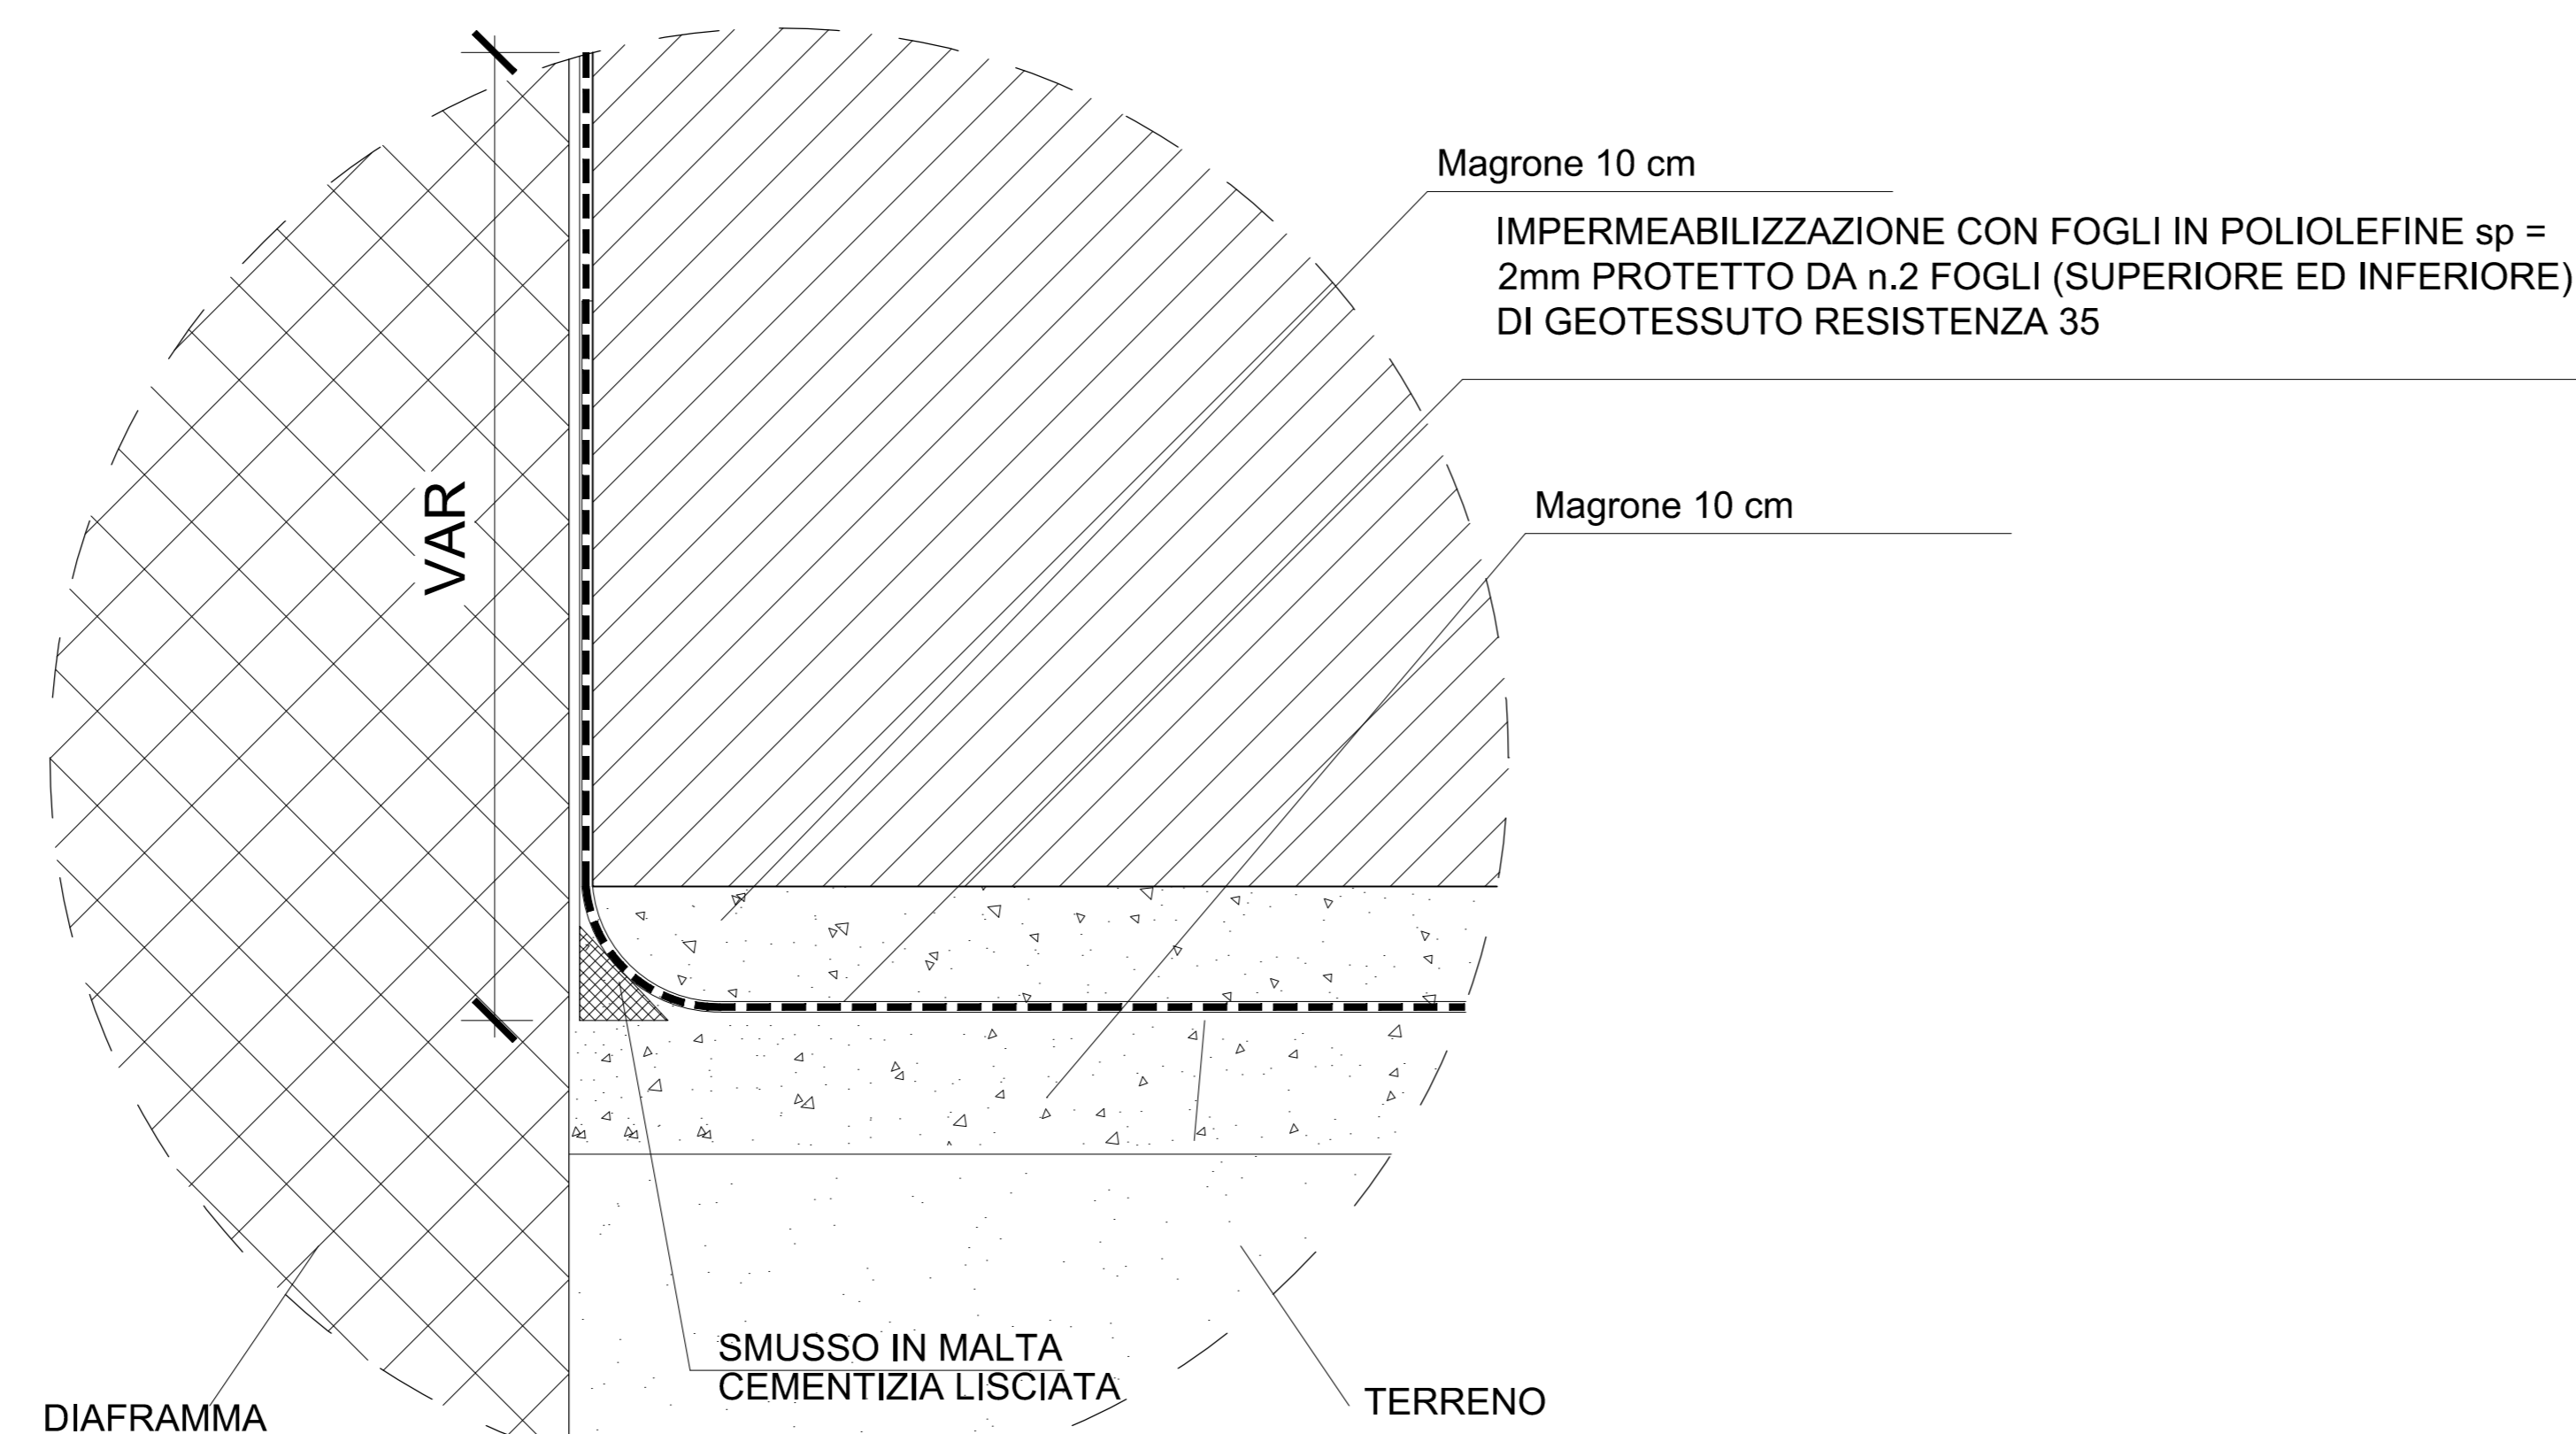 Magrone 10 cm
IMPERMEABILIZZAZIONE CON FOGLI IN POLIOLEFINE sp =
2mm PROTETTO DA n.2 FOGLI (SUPERIORE ED INFERIORE)
DI GEOTESSUTO RESISTENZA 35
Magrone 10 cm
VAR
SMUSSO IN MALTA
CEMENTIZIA LISCIATA
TERRENO
DIAFRAMMA